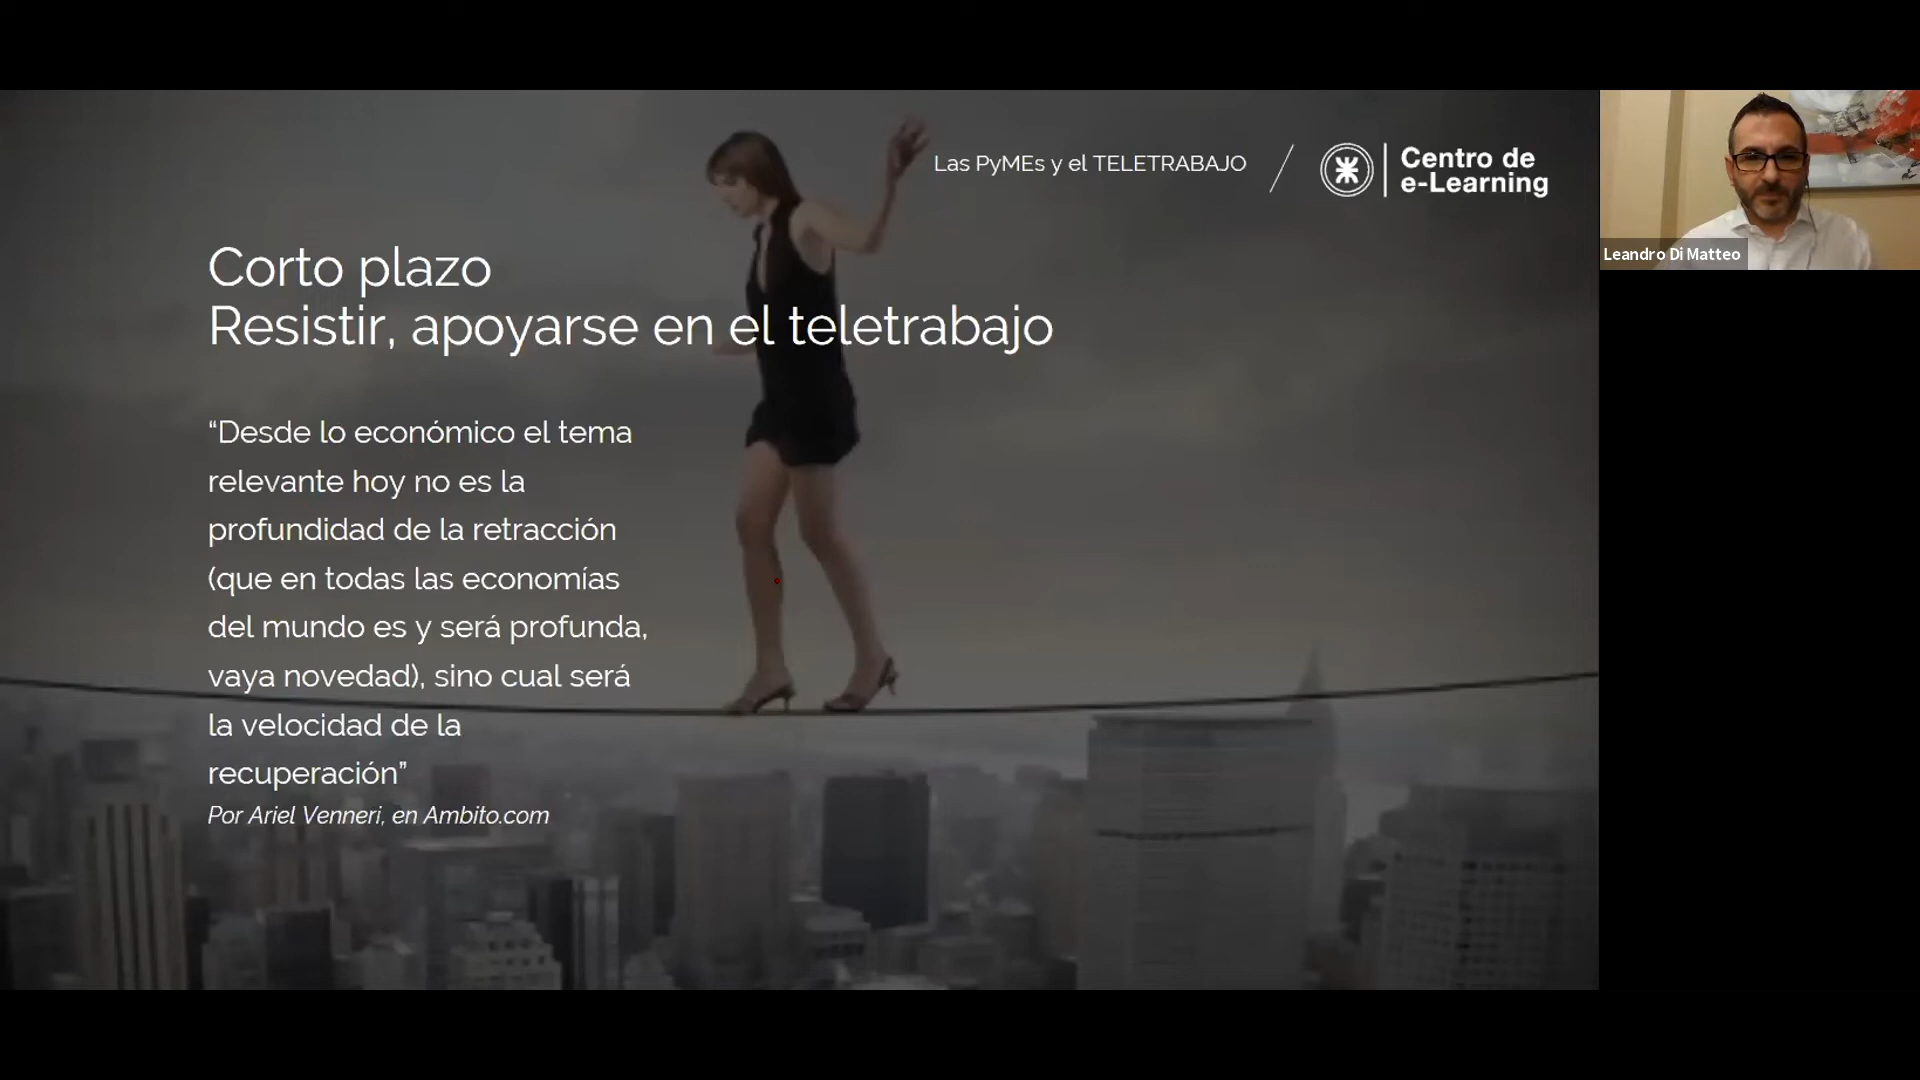 Las PyMEs y el TELETRABAJO
Centro de
e-Learning
Leandro Di Matteo
Corto plazo
Resistir, apoyarse en el teletrabajo
“Desde lo económico el tema
relevante hoy no es la
profundidad de la retracción
(que en todas las economías
del mundo es y será profunda,
vaya novedad), sino cual será
la velocidad de la
recuperación”
Por Ariel Venneri, en Ambito.com